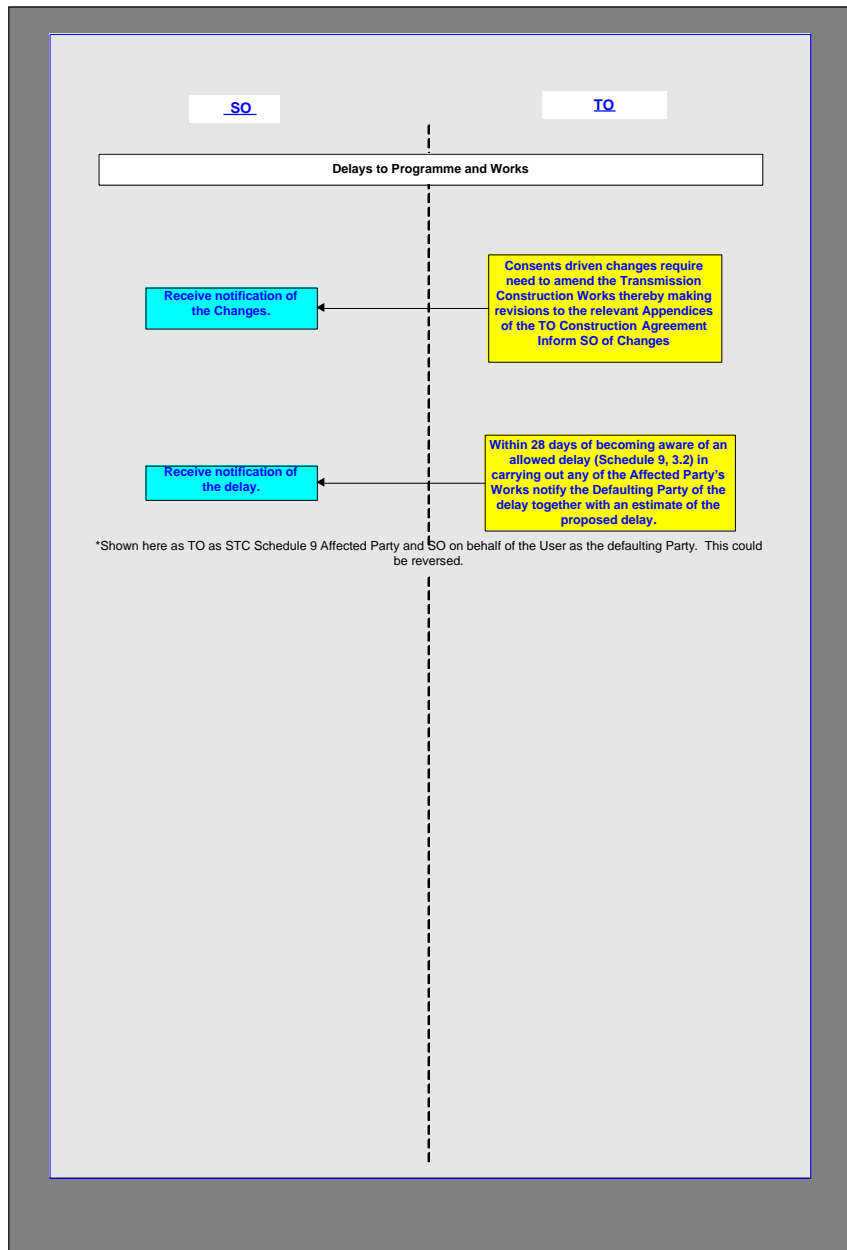 SO
TO
Delays to Programme and Works
Consents driven changes require
need to amend the Transmission
Construction Works thereby making
revisions to the relevant Appendices
of the TO Construction Agreement
Inform SO of Changes
Receive notification of
the Changes.
Within 28 days of becoming aware of an
allowed delay (Schedule 9, 3.2) in
carrying out any of the Affected Party's
Works notify the Defaulting Party of the
delay together with an estimate of the
proposed delay.
Receive notification of
the delay.
*Shown here as TO as STC Schedule 9 Affected Party and SO on behalf of the User as the defaulting Party.  This could
be reversed.